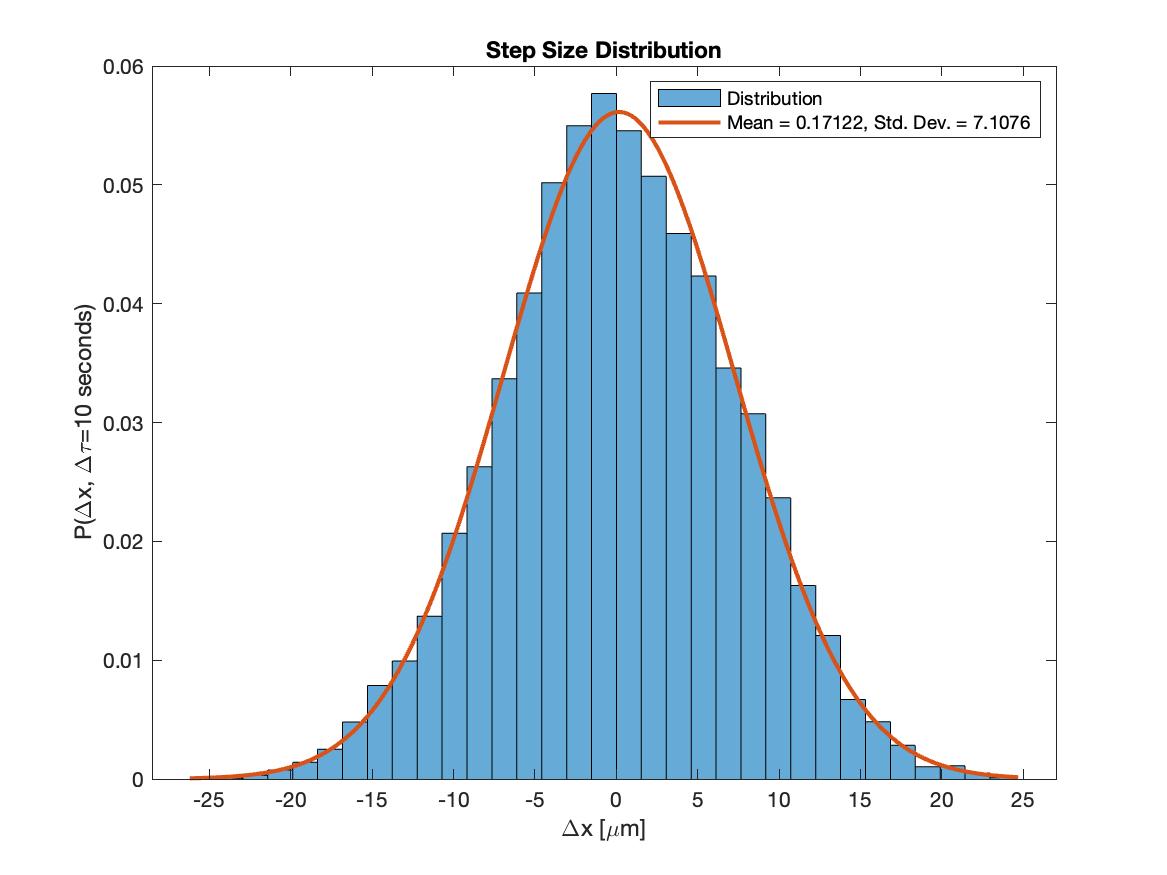 Step Size Distribution
Distribution
Mean = 0.17122, Std. Dev. = 7.1076
0.06
0.05
0.04
0.03
0.02
0.01
0
P(Δx, Δτ=10 seconds)
-25 -20 -15 -10 -5 0 5 10 15 20 25
Δx [μm]